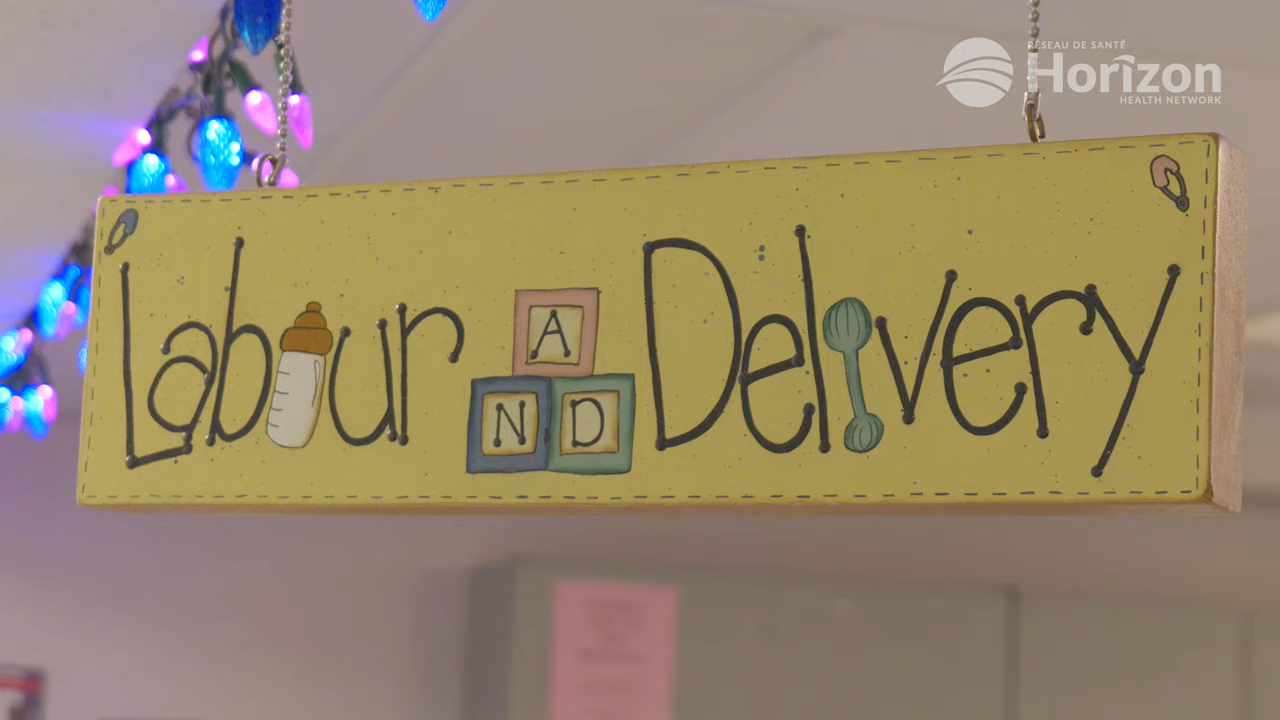 RÉSEAU DE SANTÉ
Horizon
HEALTH NETWORK
Labour AND Delivery